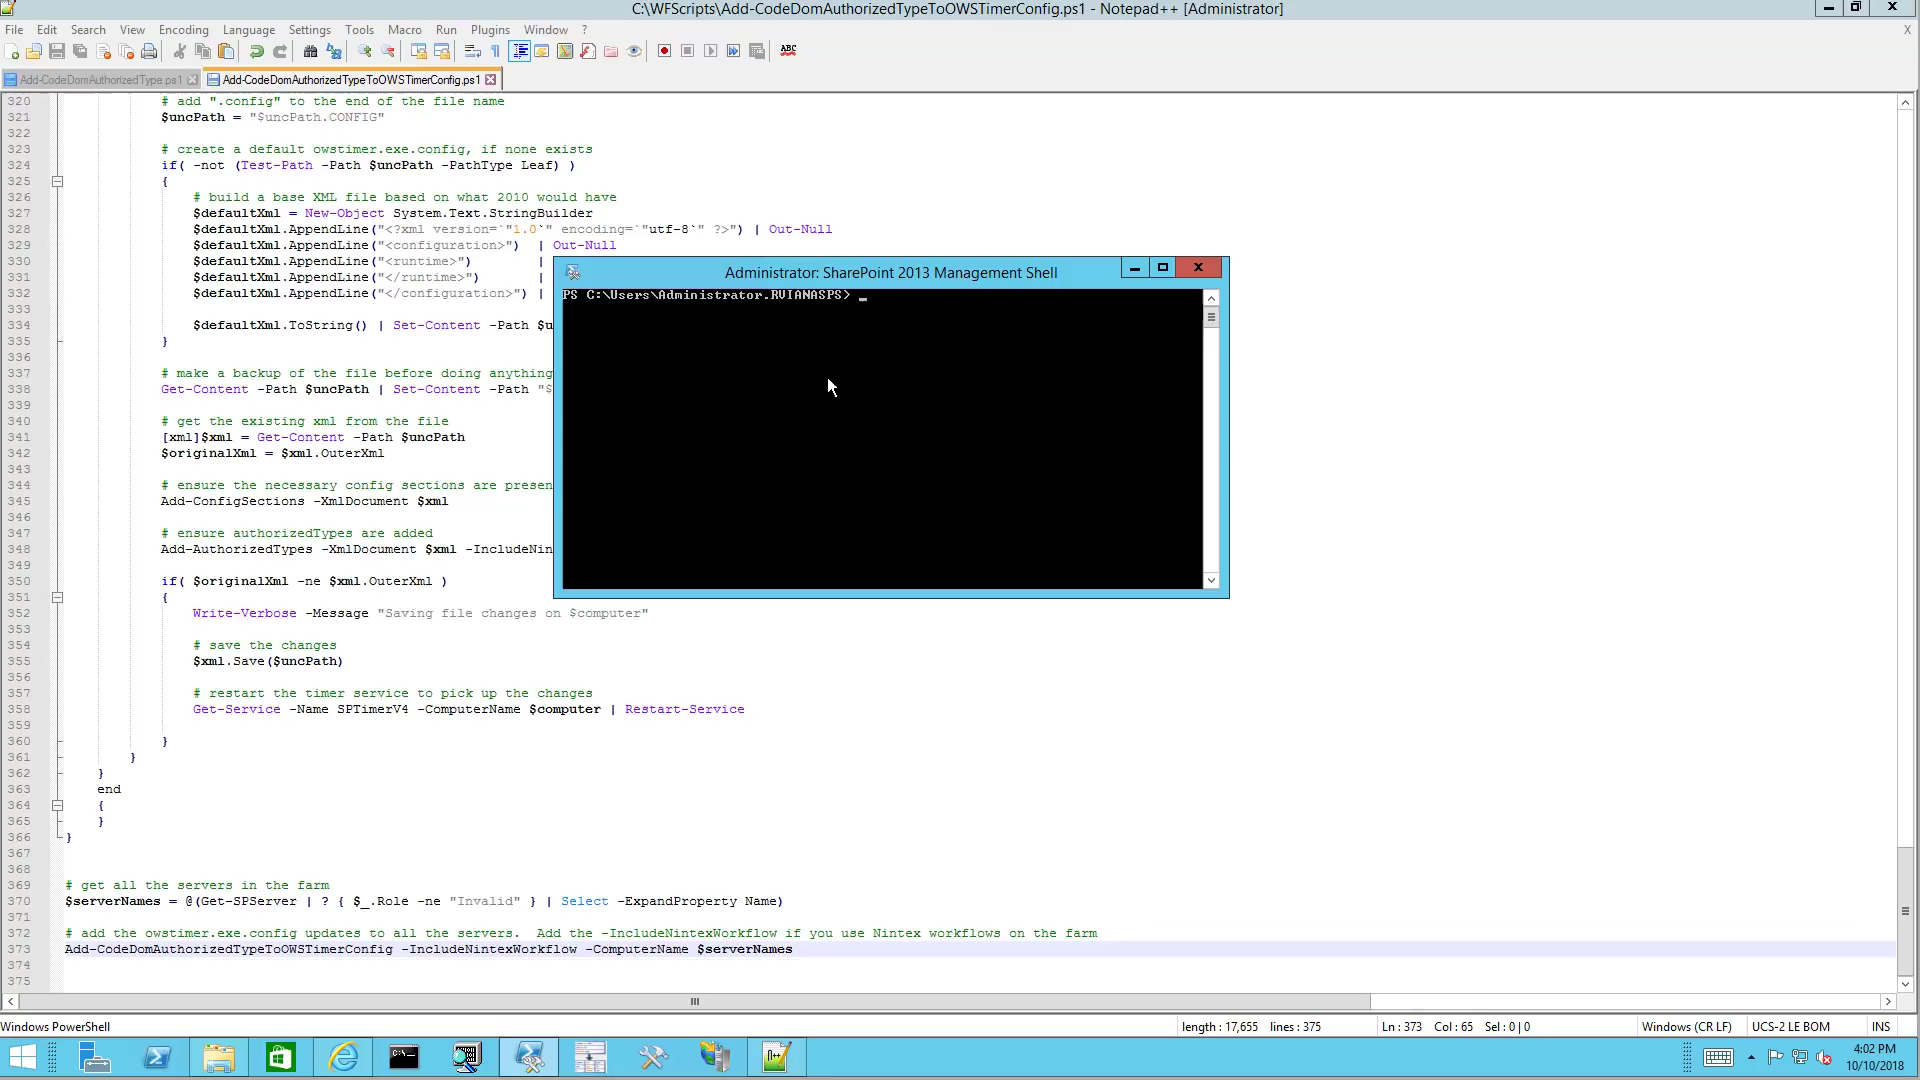 C:\WFScripts\Add-CodeDomAuthorizedTypeToOWSTimerConfig.ps1 - Notepad++ [Administrator]
File Edit Search View Encoding Language Settings Tools Macro Run Plugins Window ? X
ABC
Add-CodeDomAuthorizedType.ps1 Add-CodeDomAuthorizedTypeToOWSTimerConfig.ps1
320 # add ".config" to the end of the file name
321 $uncPath = "$uncPath.CONFIG"
322
323 # create a default owstimer.exe.config, if none exists
324 if( -not (Test-Path -Path $uncPath -PathType Leaf) )
325 {
326 # build a base XML file based on what 2010 would have
327 $defaultXml = New-Object System.Text.StringBuilder
328 $defaultXml.AppendLine("<?xml version=`"1.0`" encoding=`"utf-8`" ?>") | Out-Null
329 $defaultXml.AppendLine("<configuration>") | Out-Null
330 $defaultXml.AppendLine("<runtime>") |
331 $defaultXml.AppendLine("</runtime>") |
332 $defaultXml.AppendLine("</configuration>") |
333
334 $defaultXml.ToString() | Set-Content -Path $u
335 }
336
337 # make a backup of the file before doing anything
338 Get-Content -Path $uncPath | Set-Content -Path "$
339
340 # get the existing xml from the file
341 [xml]$xml = Get-Content -Path $uncPath
342 $originalXml = $xml.OuterXml
343
344 # ensure the necessary config sections are presen
345 Add-ConfigSections -XmlDocument $xml
346
347 # ensure authorizedTypes are added
348 Add-AuthorizedTypes -XmlDocument $xml -IncludeNin
349
350 if( $originalXml -ne $xml.OuterXml )
351 {
352 Write-Verbose -Message "Saving file changes on $computer"
353
354 # save the changes
355 $xml.Save($uncPath)
356
357 # restart the timer service to pick up the changes
358 Get-Service -Name SPTimerV4 -ComputerName $computer | Restart-Service
359
360 }
361 }
362 }
363 end
364 {
365 }
366 }
367
368
369 # get all the servers in the farm
370 $serverNames = @(Get-SPServer | ? { $_.Role -ne "Invalid" } | Select -ExpandProperty Name)
371
372 # add the owstimer.exe.config updates to all the servers. Add the -IncludeNintexWorkflow if you use Nintex workflows on the farm
373 Add-CodeDomAuthorizedTypeToOWSTimerConfig -IncludeNintexWorkflow -ComputerName $serverNames
374
375
Administrator: SharePoint 2013 Management Shell
PS C:\Users\Administrator.RVIANASPS> _
Windows PowerShell length : 17,655 lines : 375 Ln : 373 Col : 65 Sel : 0 | 0 Windows (CR LF) UCS-2 LE BOM INS
4:02 PM
10/10/2018